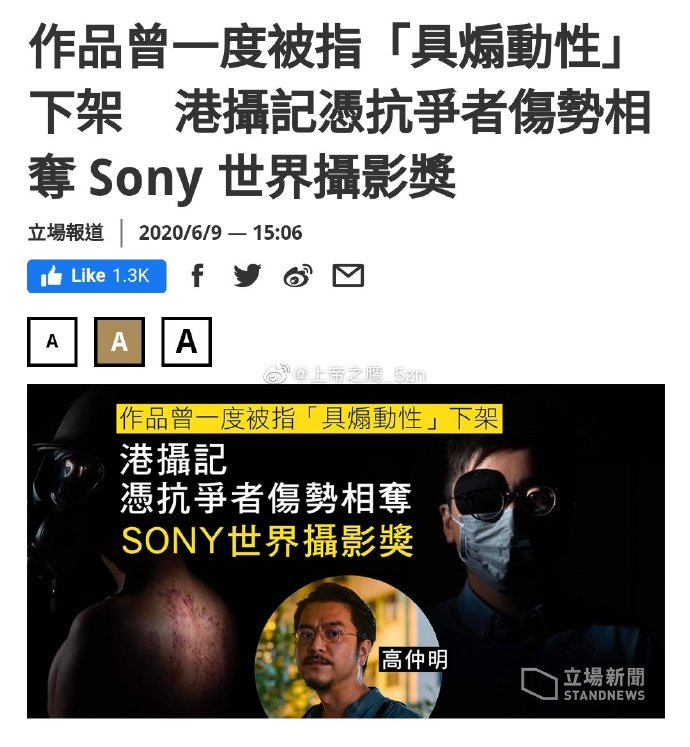 作品曾一度被指「具煽動性」
下架　港攝記憑抗爭者傷勢相
奪 Sony 世界攝影獎
立場報道 | 2020/6/9 — 15:06
Like 1.3K
A A A
@上帝之鹰_5zn
作品曾一度被指「具煽動性」下架
港攝記
憑抗爭者傷勢相奪
SONY世界攝影獎
高仲明
立場新聞
STANDNEWS